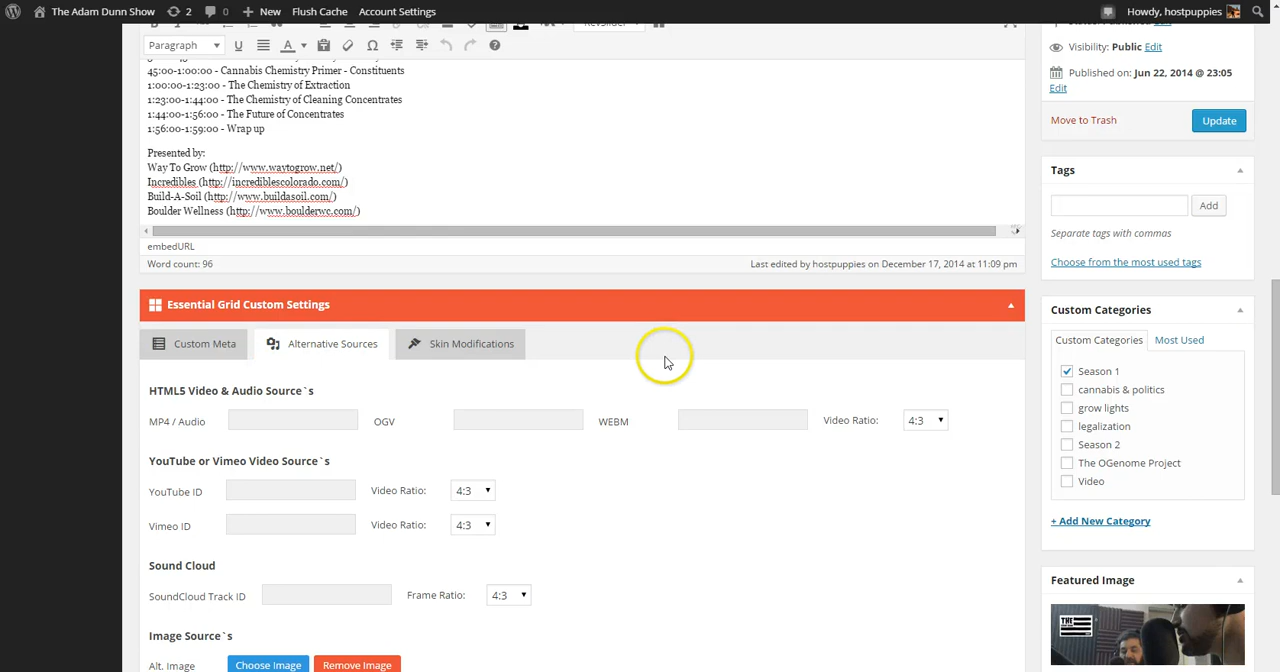 The Adam Dunn Show 2 0 New Flush Cache Account Settings Howdy, hostpuppies
Paragraph
45:00-1:00:00 - Cannabis Chemistry Primer - Constituents
1:00:00-1:23:00 - The Chemistry of Extraction
1:23:00-1:44:00 - The Chemistry of Cleaning Concentrates
1:44:00-1:56:00 - The Future of Concentrates
1:56:00-1:59:00 - Wrap up
Presented by:
Way To Grow (http://www.waytogrow.net/)
Incredibles (http://incrediblescolorado.com/)
Build-A-Soil (http://www.buildasoil.com/)
Boulder Wellness (http://www.boulderwc.com/)
embedURL
Word count: 96 Last edited by hostpuppies on December 17, 2014 at 11:09 pm
Essential Grid Custom Settings
Custom Meta Alternative Sources Skin Modifications
HTML5 Video & Audio Source`s
MP4 / Audio OGV WEBM Video Ratio: 4:3
YouTube or Vimeo Video Source`s
YouTube ID Video Ratio: 4:3
Vimeo ID Video Ratio: 4:3
Sound Cloud
SoundCloud Track ID Frame Ratio: 4:3
Image Source`s
Alt. Image Choose Image Remove Image
Visibility: Public Edit
Published on: Jun 22, 2014 @ 23:05
Edit
Move to Trash Update
Tags
Add
Separate tags with commas
Choose from the most used tags
Custom Categories
Custom Categories Most Used
Season 1
cannabis & politics
grow lights
legalization
Season 2
The OGenome Project
Video
+ Add New Category
Featured Image
THE